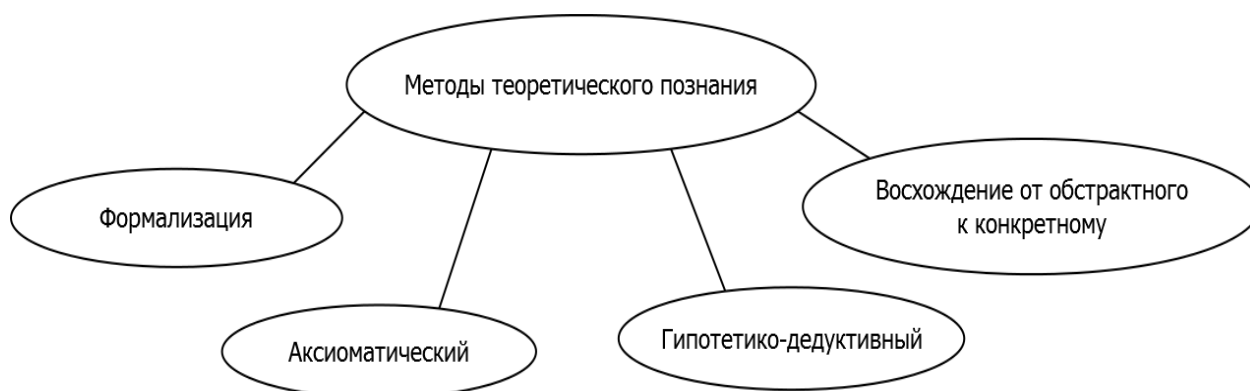 Методы теоретического познания
Формализация
Восхождение от обстрактного
к конкретному
Аксиоматический
Гипотетико-дедуктивный